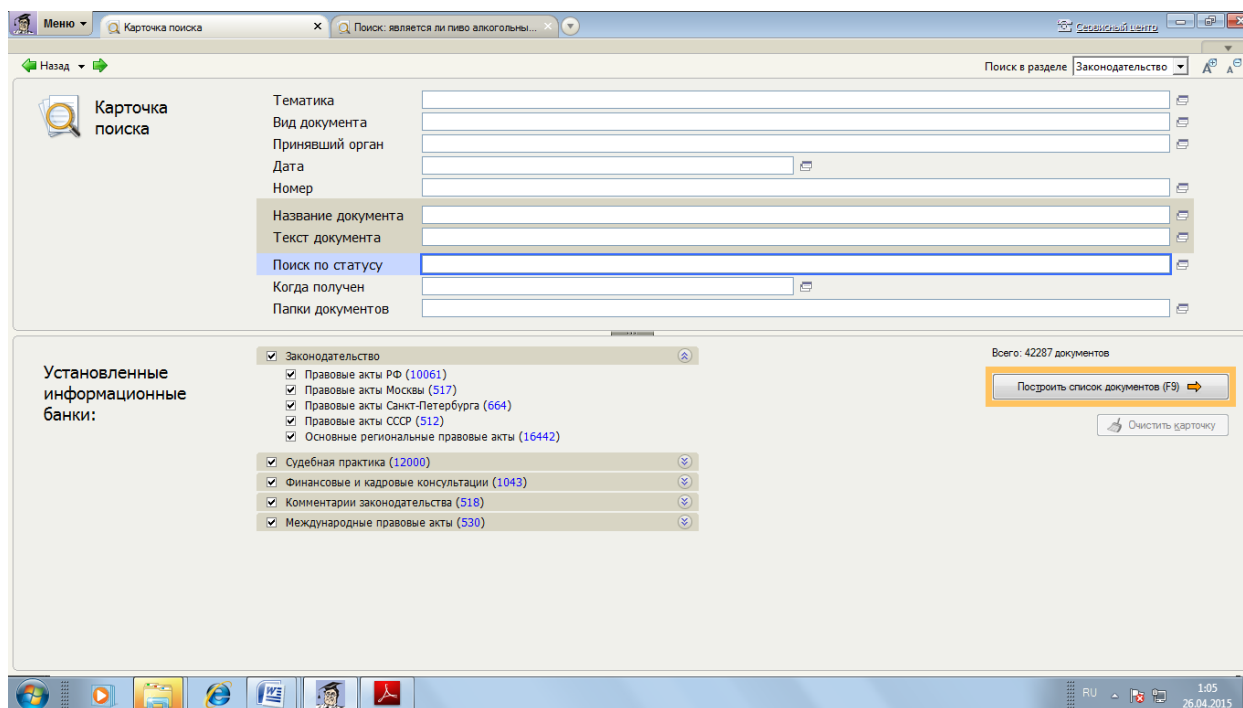 Меню
Карточка поиска
Поиск: является ли пиво алкогольны...
Сервисный центр
Назад
Поиск в разделе Законодательство
Карточка
поиска
Тематика
Вид документа
Принявший орган
Дата
Номер
Название документа
Текст документа
Поиск по статусу
Когда получен
Папки документов
Установленные
информационные
банки:
Законодательство
Правовые акты РФ (10061)
Правовые акты Москвы (517)
Правовые акты Санкт-Петербурга (664)
Правовые акты СССР (512)
Основные региональные правовые акты (16442)
Судебная практика (12000)
Финансовые и кадровые консультации (1043)
Комментарии законодательства (518)
Международные правовые акты (530)
Всего: 42287 документов
Построить список документов (F9)
Очистить карточку
RU
1:05
26.04.2015